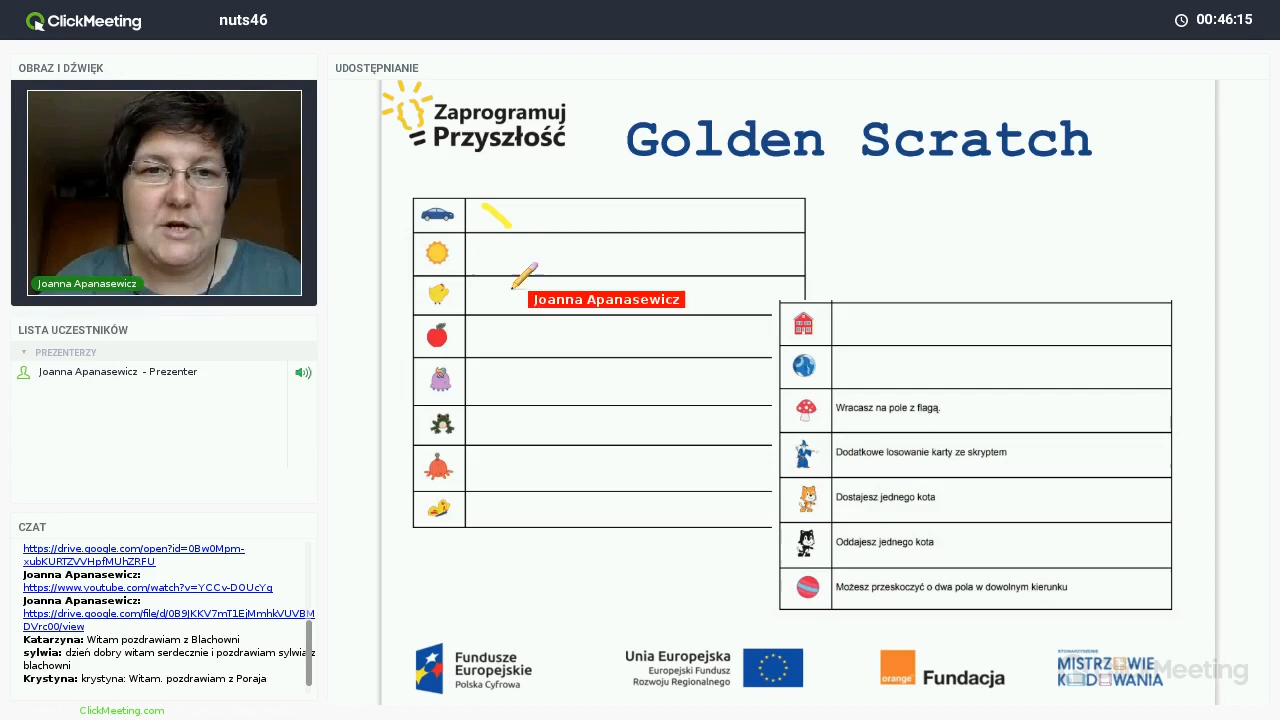 ClickMeeting
nuts46
00:46:15
OBRAZ I DŹWIĘK
Joanna Apanasewicz
LISTA UCZESTNIKÓW
PREZENTERZY
Joanna Apanasewicz - Prezenter
CZAT
https://drive.google.com/open?id=0Bw0Mpm-
xubKURTZVVHpfMUhZRFU
Joanna Apanasewicz:
https://www.youtube.com/watch?v=YCCv-DOUcYg
Joanna Apanasewicz:
https://drive.google.com/file/d/0B9JKKV7mT1EjMmhkVUVBM
DVrc00/view
Katarzyna: Witam pozdrawiam z Blachowni
sylwia: dzień dobry witam serdecznie i pozdrawiam sylwia z
blachowni
Krystyna: krystyna: Witam. pozdrawiam z Poraja
ClickMeeting.com
UDOSTĘPNIANIE
Zaprogramuj
Przyszłość
Golden Scratch
Joanna Apanasewicz
Wracasz na pole z flagą.
Dodatkowe losowanie karty ze skryptem
Dostajesz jednego kota
Oddajesz jednego kota
Możesz przeskoczyć o dwa pola w dowolnym kierunku
Fundusze
Europejskie
Polska Cyfrowa
Unia Europejska
Europejski Fundusz
Rozwoju Regionalnego
orange
Fundacja
STOWARZYSZENIE
MISTRZOWIE
KODOWANIA
ClickMeeting